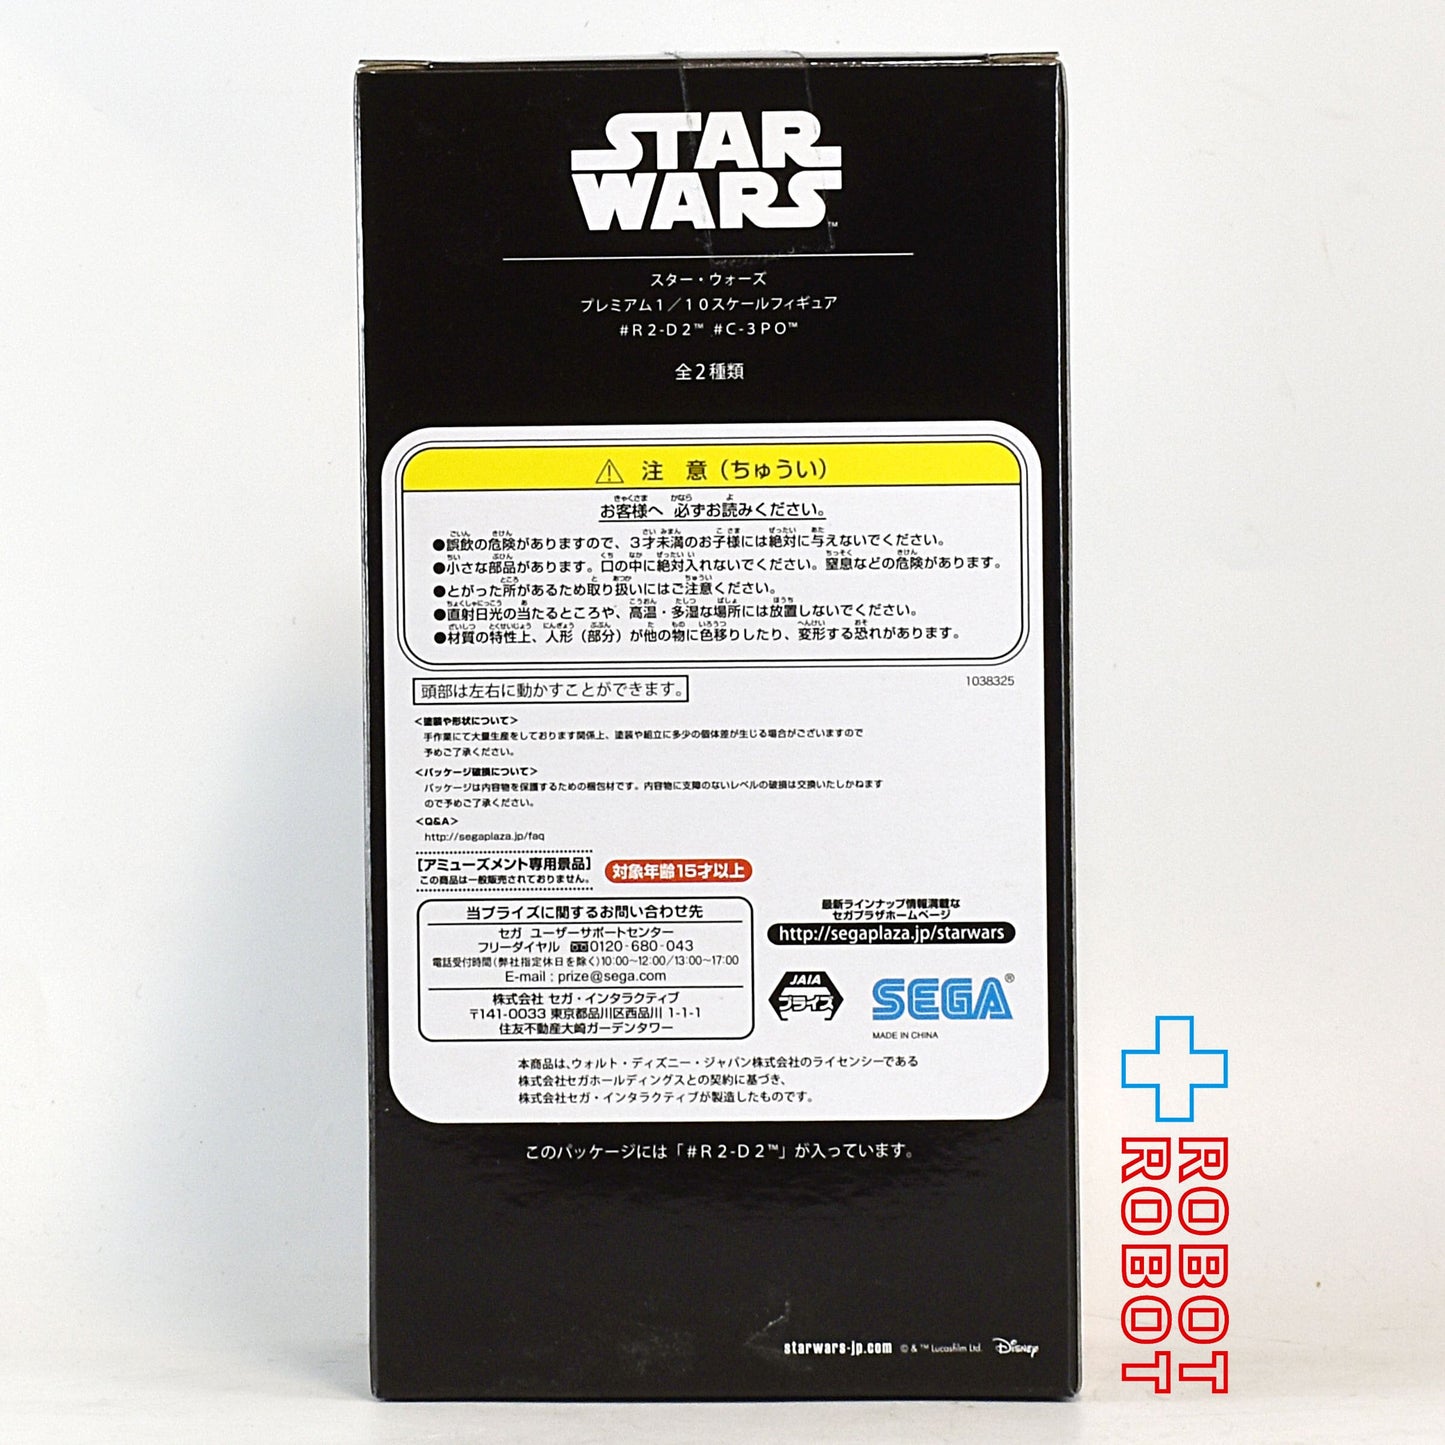 STAR
WARS™
スター・ウォーズ
プレミアム1／10スケールフィギュア
#R2-D2™ #C-3PO™
全2種類
⚠ 注 意（ちゅうい）
お客様へ 必ずお読みください。
●誤飲の危険がありますので、3才未満のお子様には絶対に与えないでください。
●小さな部品があります。口の中に絶対入れないでください。窒息などの危険があります。
●とがった所があるため取り扱いにはご注意ください。
●直射日光の当たるところや、高温・多湿な場所には放置しないでください。
●材質の特性上、人形（部分）が他の物に色移りしたり、変形する恐れがあります。
頭部は左右に動かすことができます。
1038325
＜塗装や形状について＞
手作業にて大量生産をしております関係上、塗装や組立に多少の個体差が生じる場合がございますので
予めご了承ください。
＜パッケージ破損について＞
パッケージは内容物を保護するための梱包材です。内容物に支障のないレベルの破損は交換いたしかねます
ので予めご了承ください。
＜Q&A＞
http://segaplaza.jp/faq
[アミューズメント専用景品]
この商品は一般販売されておりません。
対象年齢15才以上
当プライズに関するお問い合わせ先
セガ ユーザーサポートセンター
フリーダイヤル 0120-680-043
電話受付時間(弊社指定休日を除く)10:00~12:00/13:00~17:00
E-mail : prize@sega.com
株式会社 セガ・インタラクティブ
〒141-0033 東京都品川区西品川 1-1-1
住友不動産大崎ガーデンタワー
最新ラインナップ情報満載な
セガプラザホームページ
http://segaplaza.jp/starwars
JAIA
プライズ
SEGA®
MADE IN CHINA
本商品は、ウォルト・ディズニー・ジャパン株式会社のライセンシーである
株式会社セガホールディングスとの契約に基づき、
株式会社セガ・インタラクティブが製造したものです。
このパッケージには「#R2-D2™」が入っています。
starwars-jp.com © & ™ Lucasfilm Ltd. Disney
ROBOT
ROBOT